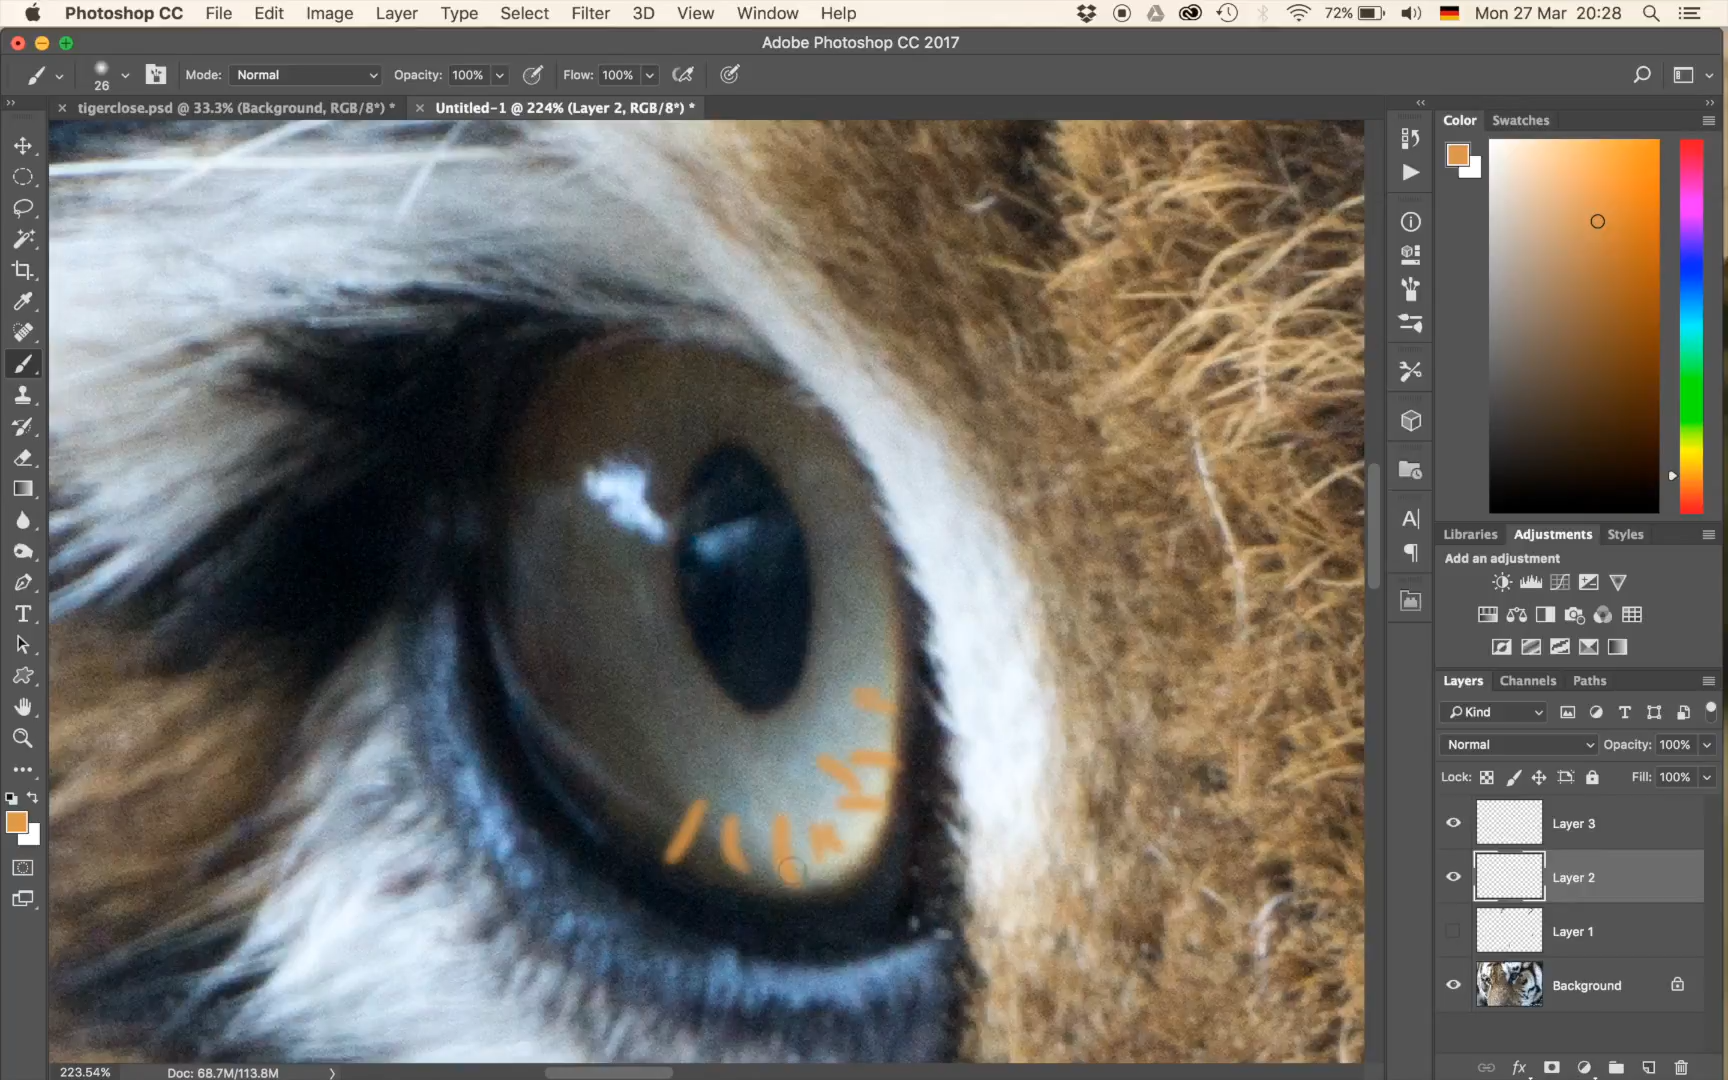 Photoshop CC File Edit Image Layer Type Select Filter 3D View Window Help 72% Mon 27 Mar 20:28
Adobe Photoshop CC 2017
26 Mode: Normal Opacity: 100% Flow: 100%
tigerclose.psd @ 33.3% (Background, RGB/8*) * Untitled-1 @ 224% (Layer 2, RGB/8*) *
Color Swatches
Libraries Adjustments Styles
Add an adjustment
Layers Channels Paths
Kind
Normal Opacity: 100%
Lock: Fill: 100%
Layer 3
Layer 2
Layer 1
Background
fx
223.54% Doc: 68.7M/113.8M